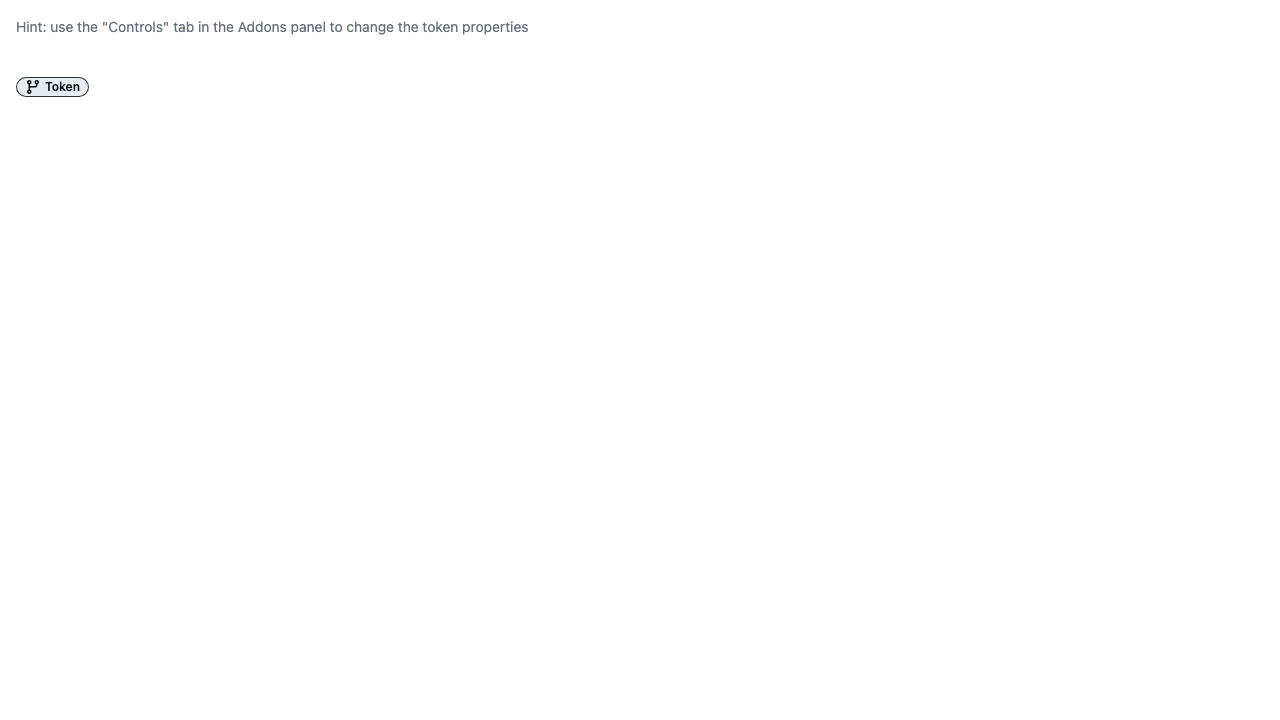 Hint: use the "Controls" tab in the Addons panel to change the token properties
Token